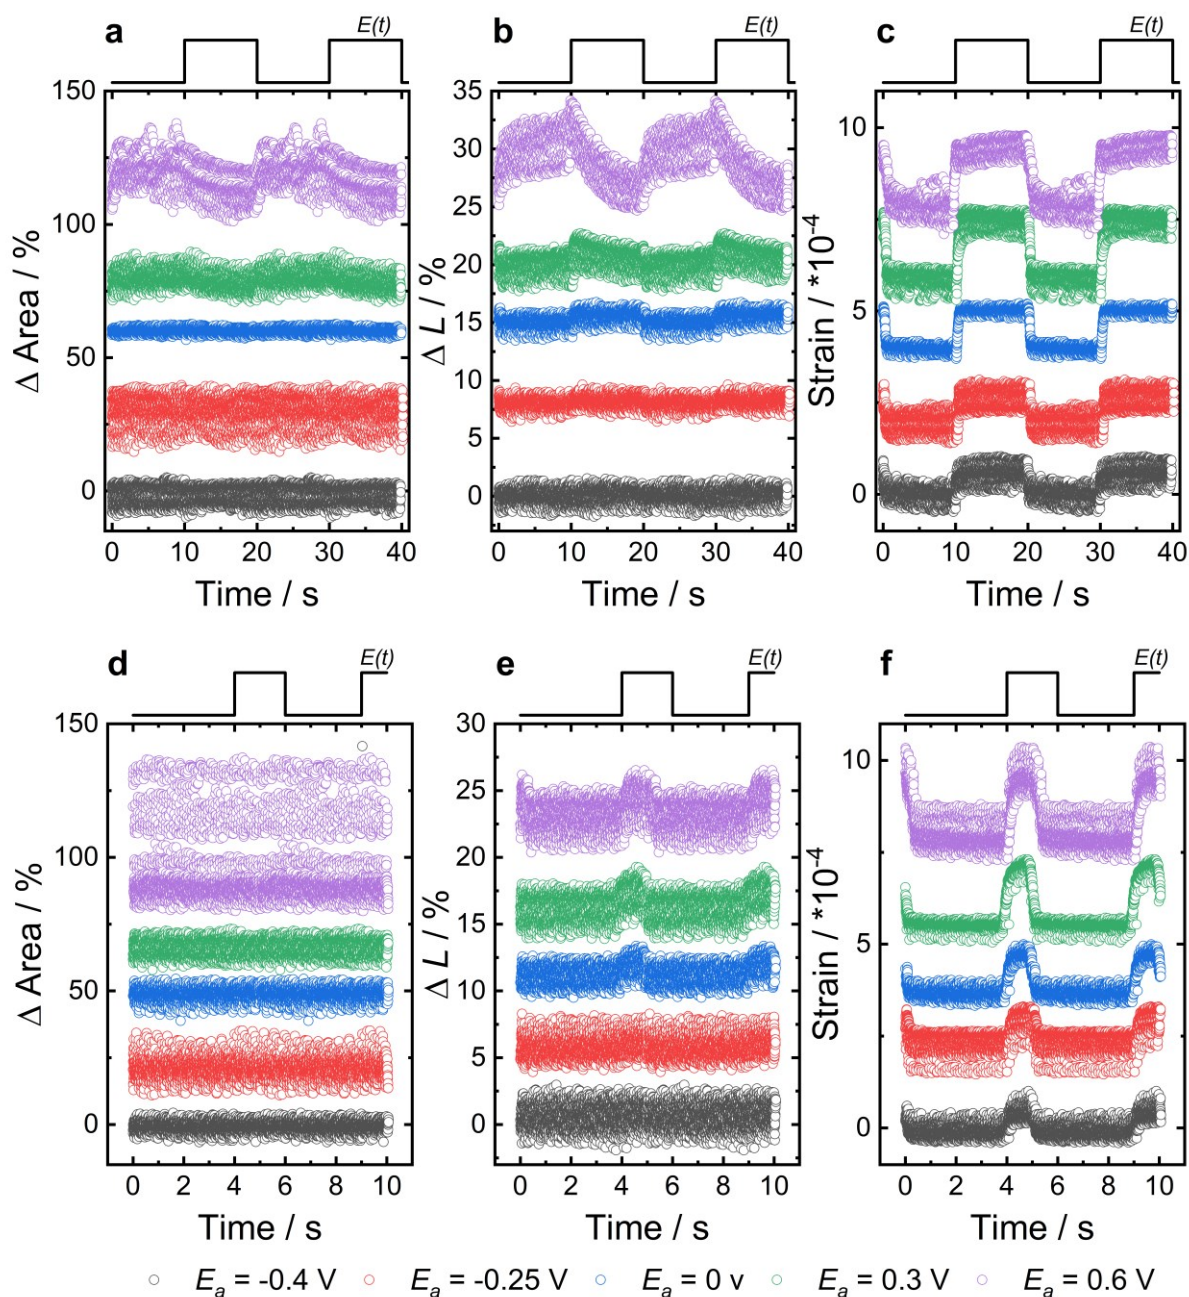 a E(t) b E(t) c E(t)
150 35 10
30
100 25
20 5
50 15
10
5
0 0 0
Δ Area / % Δ L / % Strain / *10-4
0 10 20 30 40 0 10 20 30 40 0 10 20 30 40
Time / s Time / s Time / s
d E(t) e E(t) f E(t)
150 30 10
25
100 20
15 5
50 10
5
0 0 0
Δ Area / % Δ L / % Strain / *10-4
0 2 4 6 8 10 0 2 4 6 8 10 0 2 4 6 8 10
Time / s Time / s Time / s
Ea = -0.4 V Ea = -0.25 V Ea = 0 v Ea = 0.3 V Ea = 0.6 V